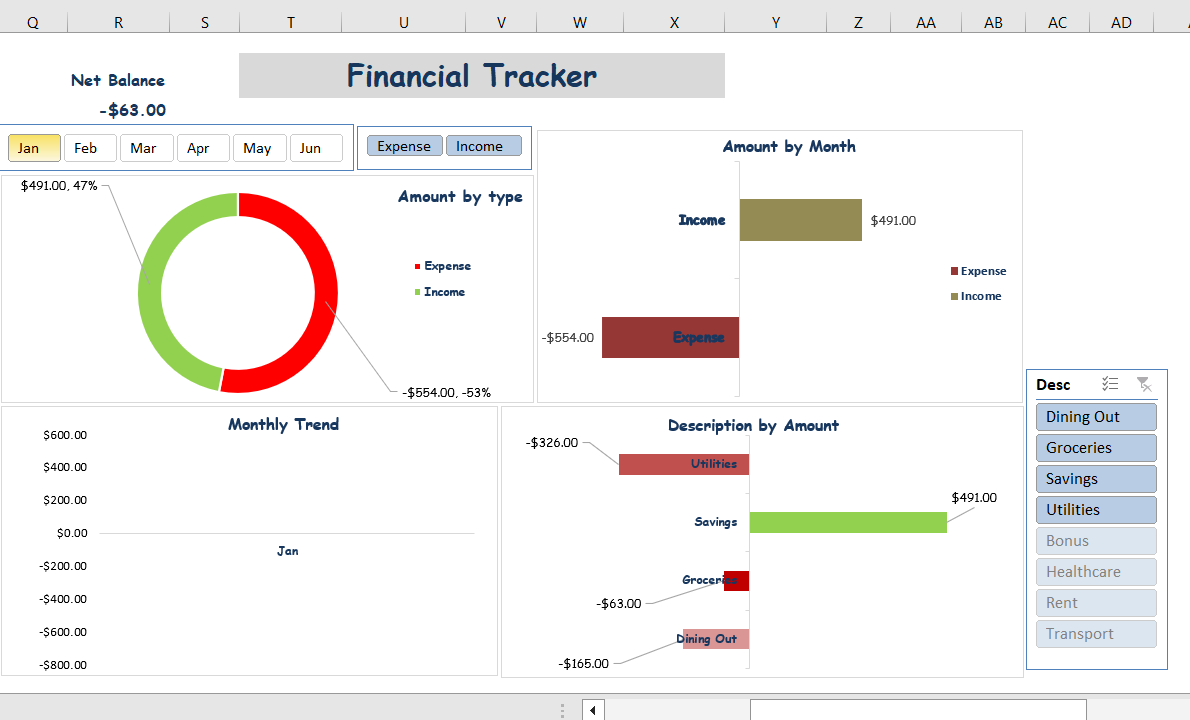 Q R S T U V W X Y Z AA AB AC AD
Net Balance
-$63.00
Financial Tracker
Jan Feb Mar Apr May Jun
Expense Income
Amount by type
$491.00, 47%
Expense
Income
-$554.00, -53%
Amount by Month
Income
$491.00
Expense
Income
-$554.00
Expense
Monthly Trend
$600.00
$400.00
$200.00
$0.00
Jan
-$200.00
-$400.00
-$600.00
-$800.00
Description by Amount
-$326.00
Utilities
$491.00
Savings
Groceries
-$63.00
Dining Out
-$165.00
Desc
Dining Out
Groceries
Savings
Utilities
Bonus
Healthcare
Rent
Transport